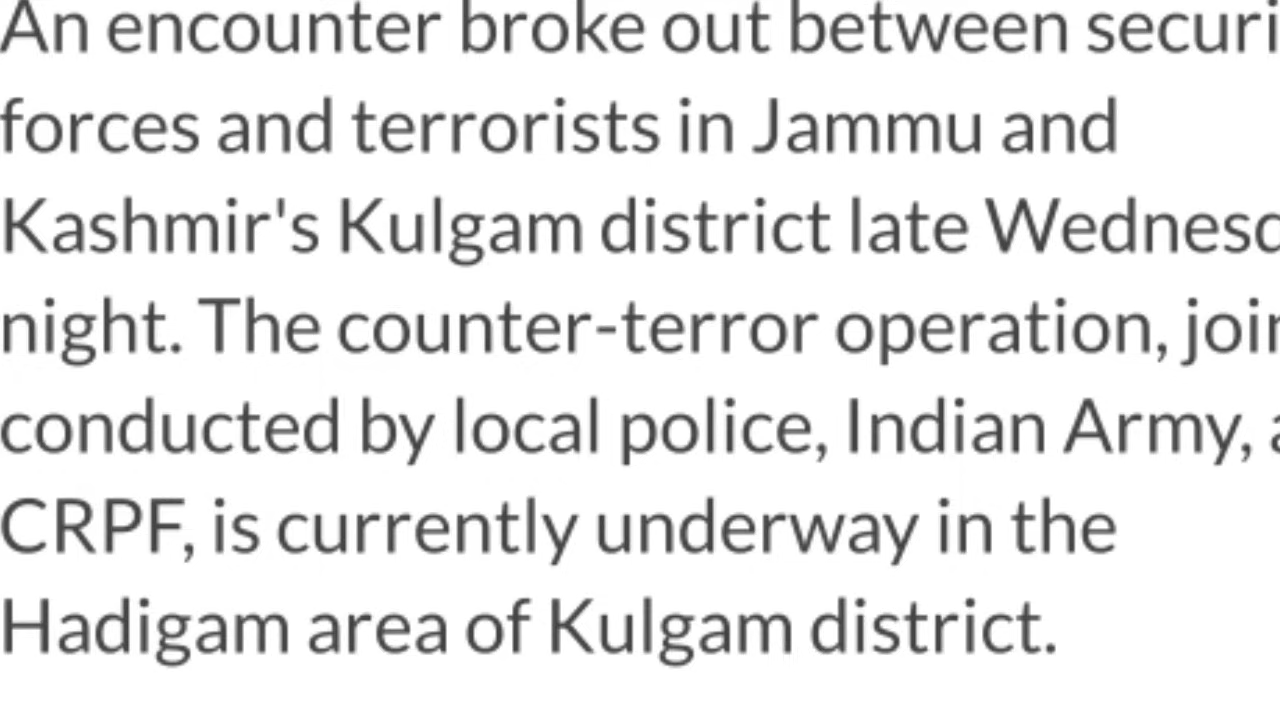 An encounter broke out between securi
forces and terrorists in Jammu and
Kashmir's Kulgam district late Wednesd
night. The counter-terror operation, join
conducted by local police, Indian Army, a
CRPF, is currently underway in the
Hadigam area of Kulgam district.